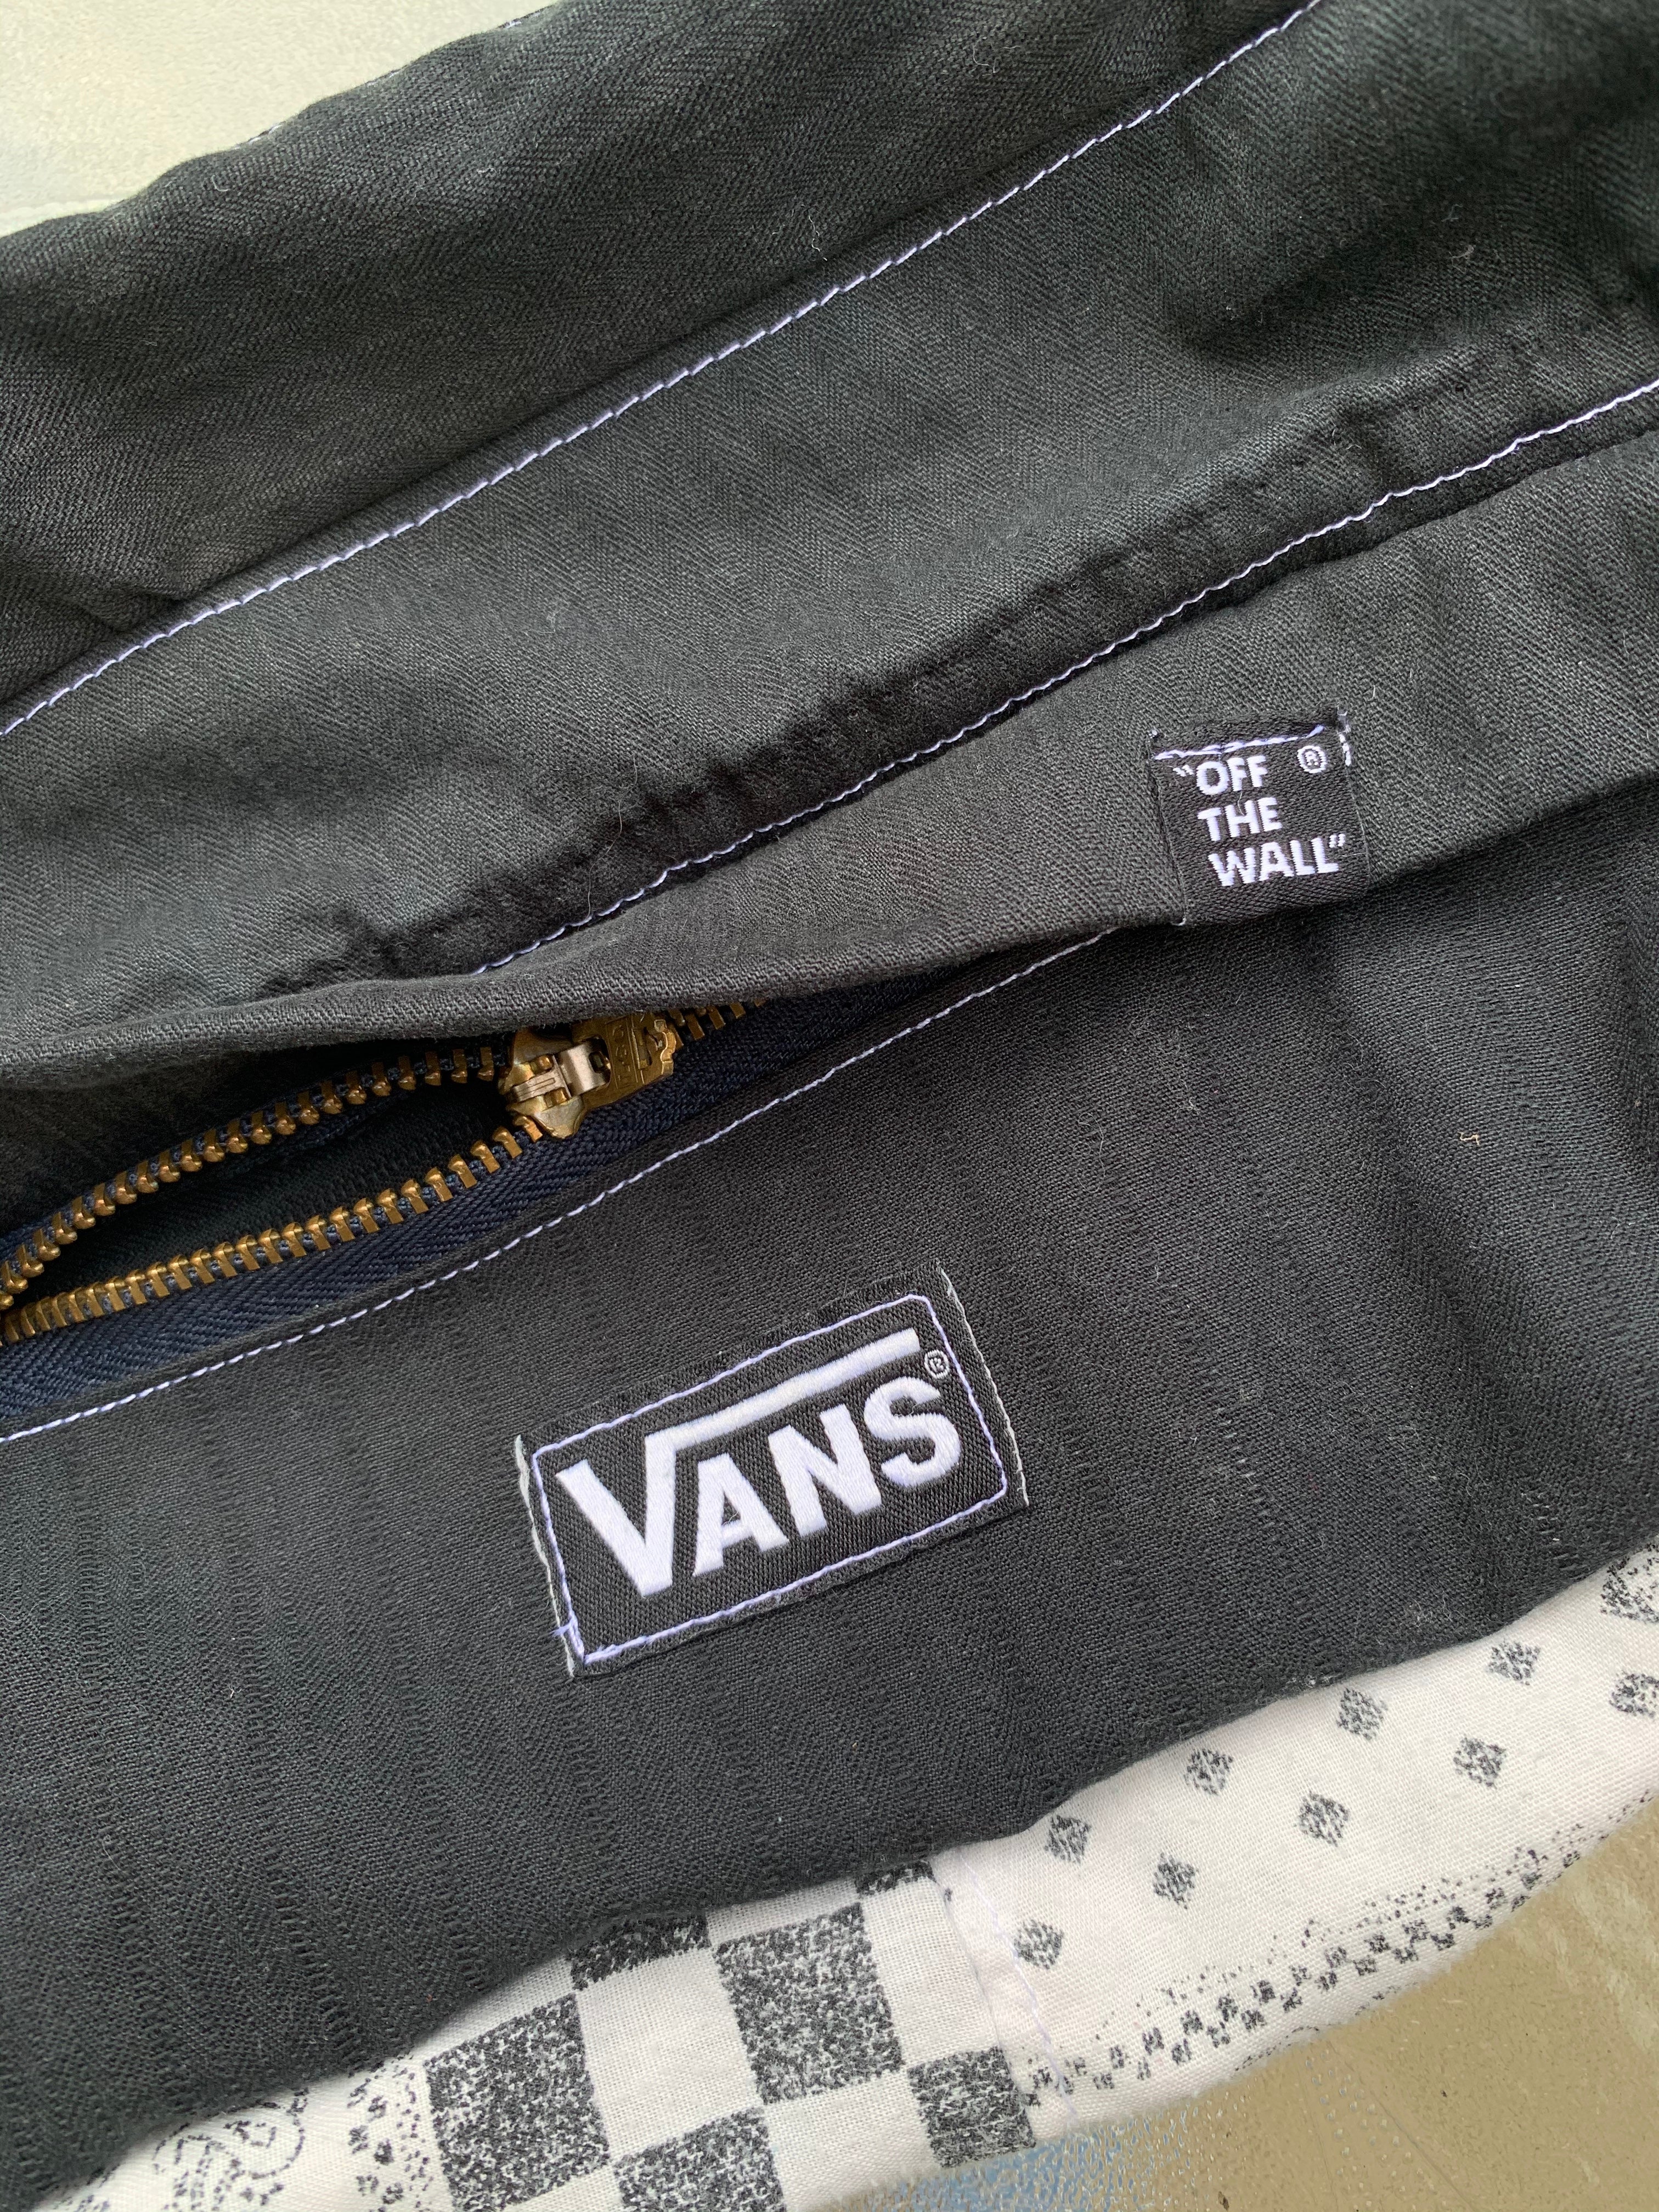 “OFF ®
THE
WALL”
VANS®